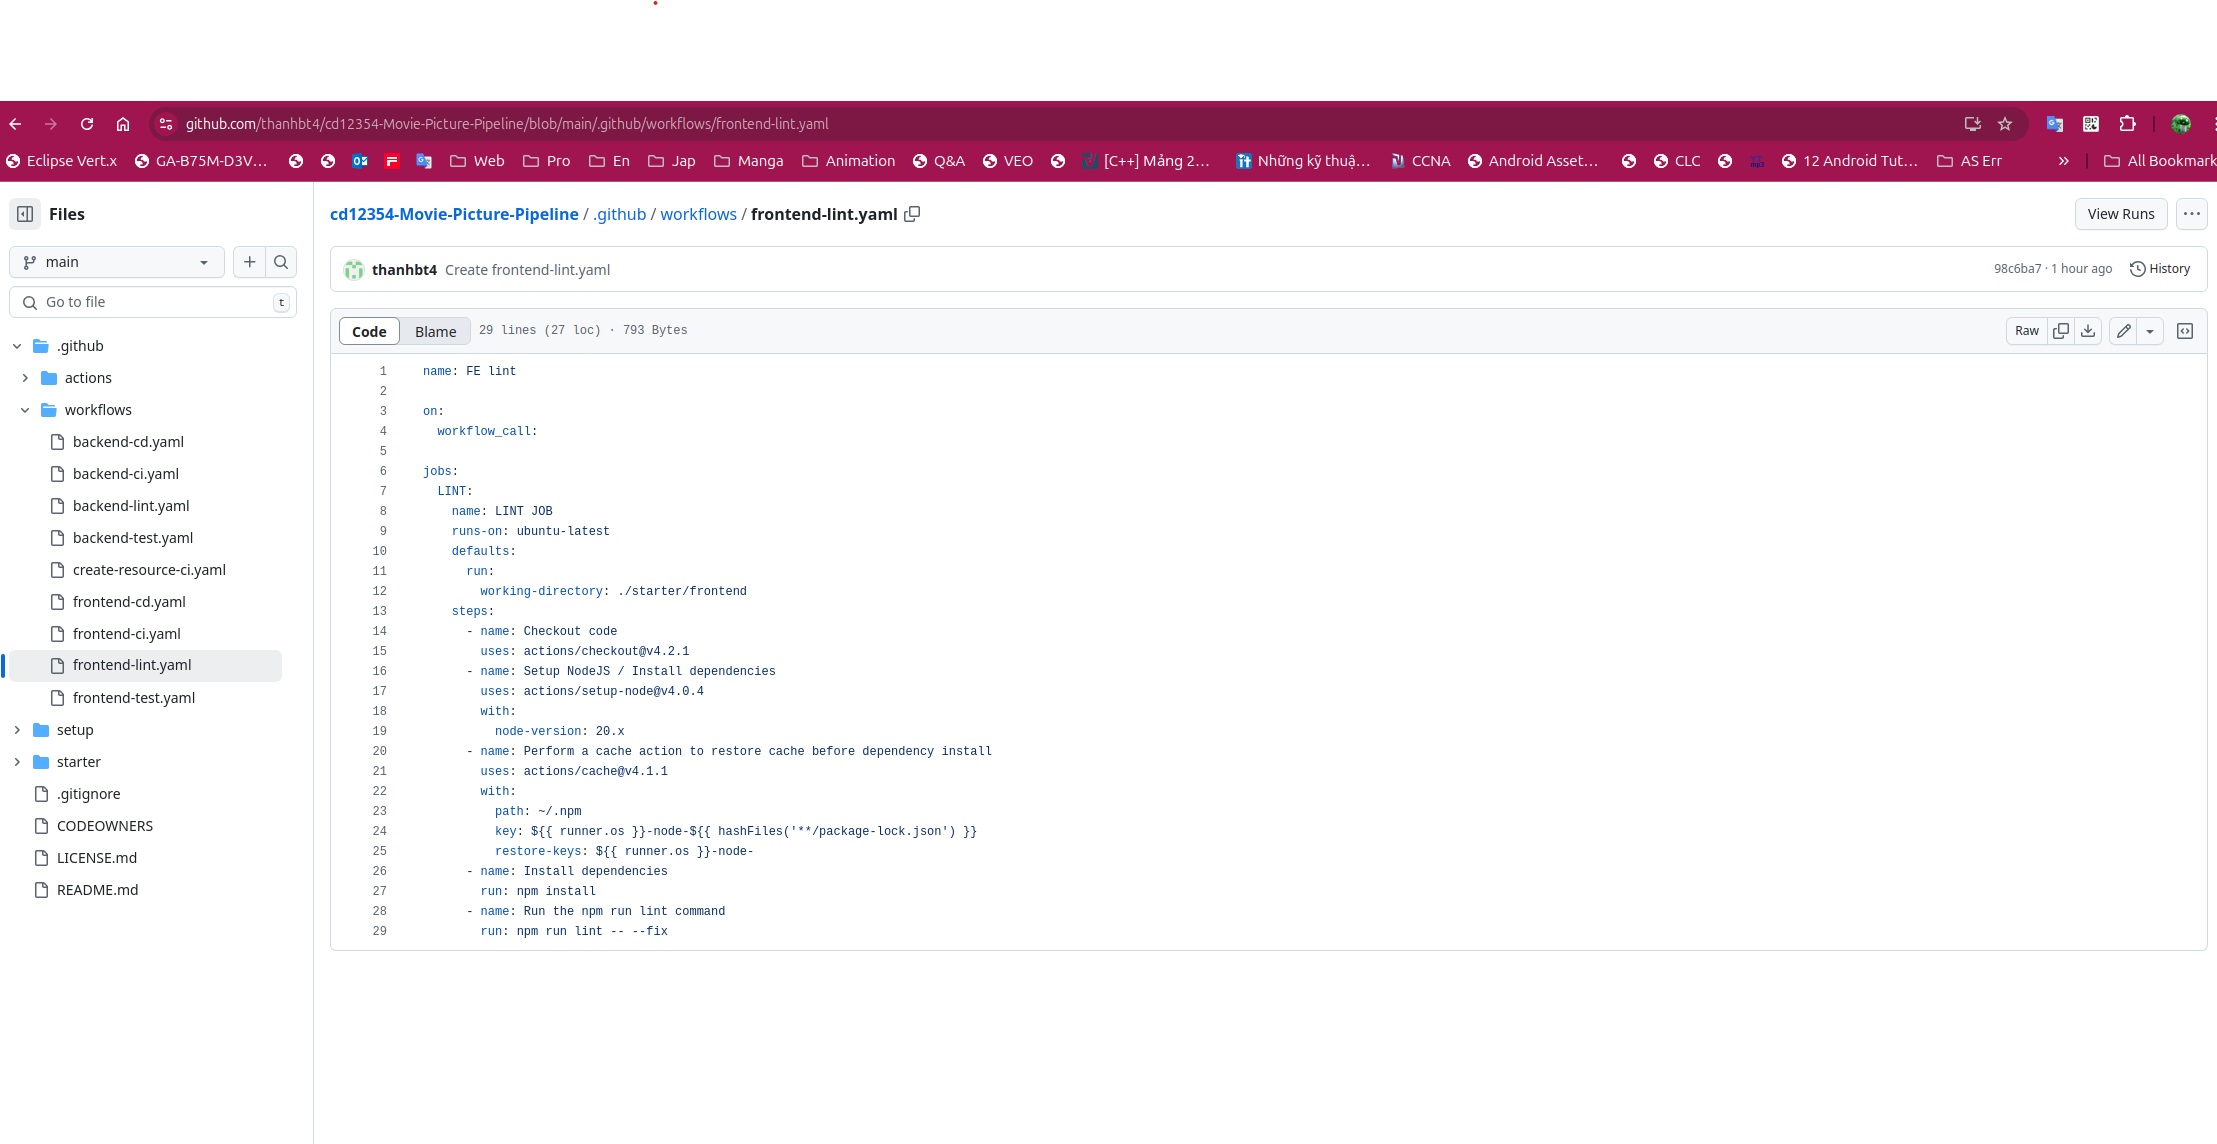 github.com/thanhbt4/cd12354-Movie-Picture-Pipeline/blob/main/.github/workflows/frontend-lint.yaml
Eclipse Vert.x GA-B75M-D3V... Web Pro En Jap Manga Animation Q&A VEO [C++] Mảng 2... Những kỹ thuậ... CCNA Android Asset... CLC 12 Android Tut... AS Err » All Bookmark
Files
main
Go to file t
.github
actions
workflows
backend-cd.yaml
backend-ci.yaml
backend-lint.yaml
backend-test.yaml
create-resource-ci.yaml
frontend-cd.yaml
frontend-ci.yaml
frontend-lint.yaml
frontend-test.yaml
setup
starter
.gitignore
CODEOWNERS
LICENSE.md
README.md
cd12354-Movie-Picture-Pipeline / .github / workflows / frontend-lint.yaml View Runs
thanhbt4 Create frontend-lint.yaml 98c6ba7 · 1 hour ago History
Code Blame 29 lines (27 loc) · 793 Bytes Raw
1 name: FE lint
2
3 on:
4 workflow_call:
5
6 jobs:
7 LINT:
8 name: LINT JOB
9 runs-on: ubuntu-latest
10 defaults:
11 run:
12 working-directory: ./starter/frontend
13 steps:
14 - name: Checkout code
15 uses: actions/checkout@v4.2.1
16 - name: Setup NodeJS / Install dependencies
17 uses: actions/setup-node@v4.0.4
18 with:
19 node-version: 20.x
20 - name: Perform a cache action to restore cache before dependency install
21 uses: actions/cache@v4.1.1
22 with:
23 path: ~/.npm
24 key: ${{ runner.os }}-node-${{ hashFiles('**/package-lock.json') }}
25 restore-keys: ${{ runner.os }}-node-
26 - name: Install dependencies
27 run: npm install
28 - name: Run the npm run lint command
29 run: npm run lint -- --fix